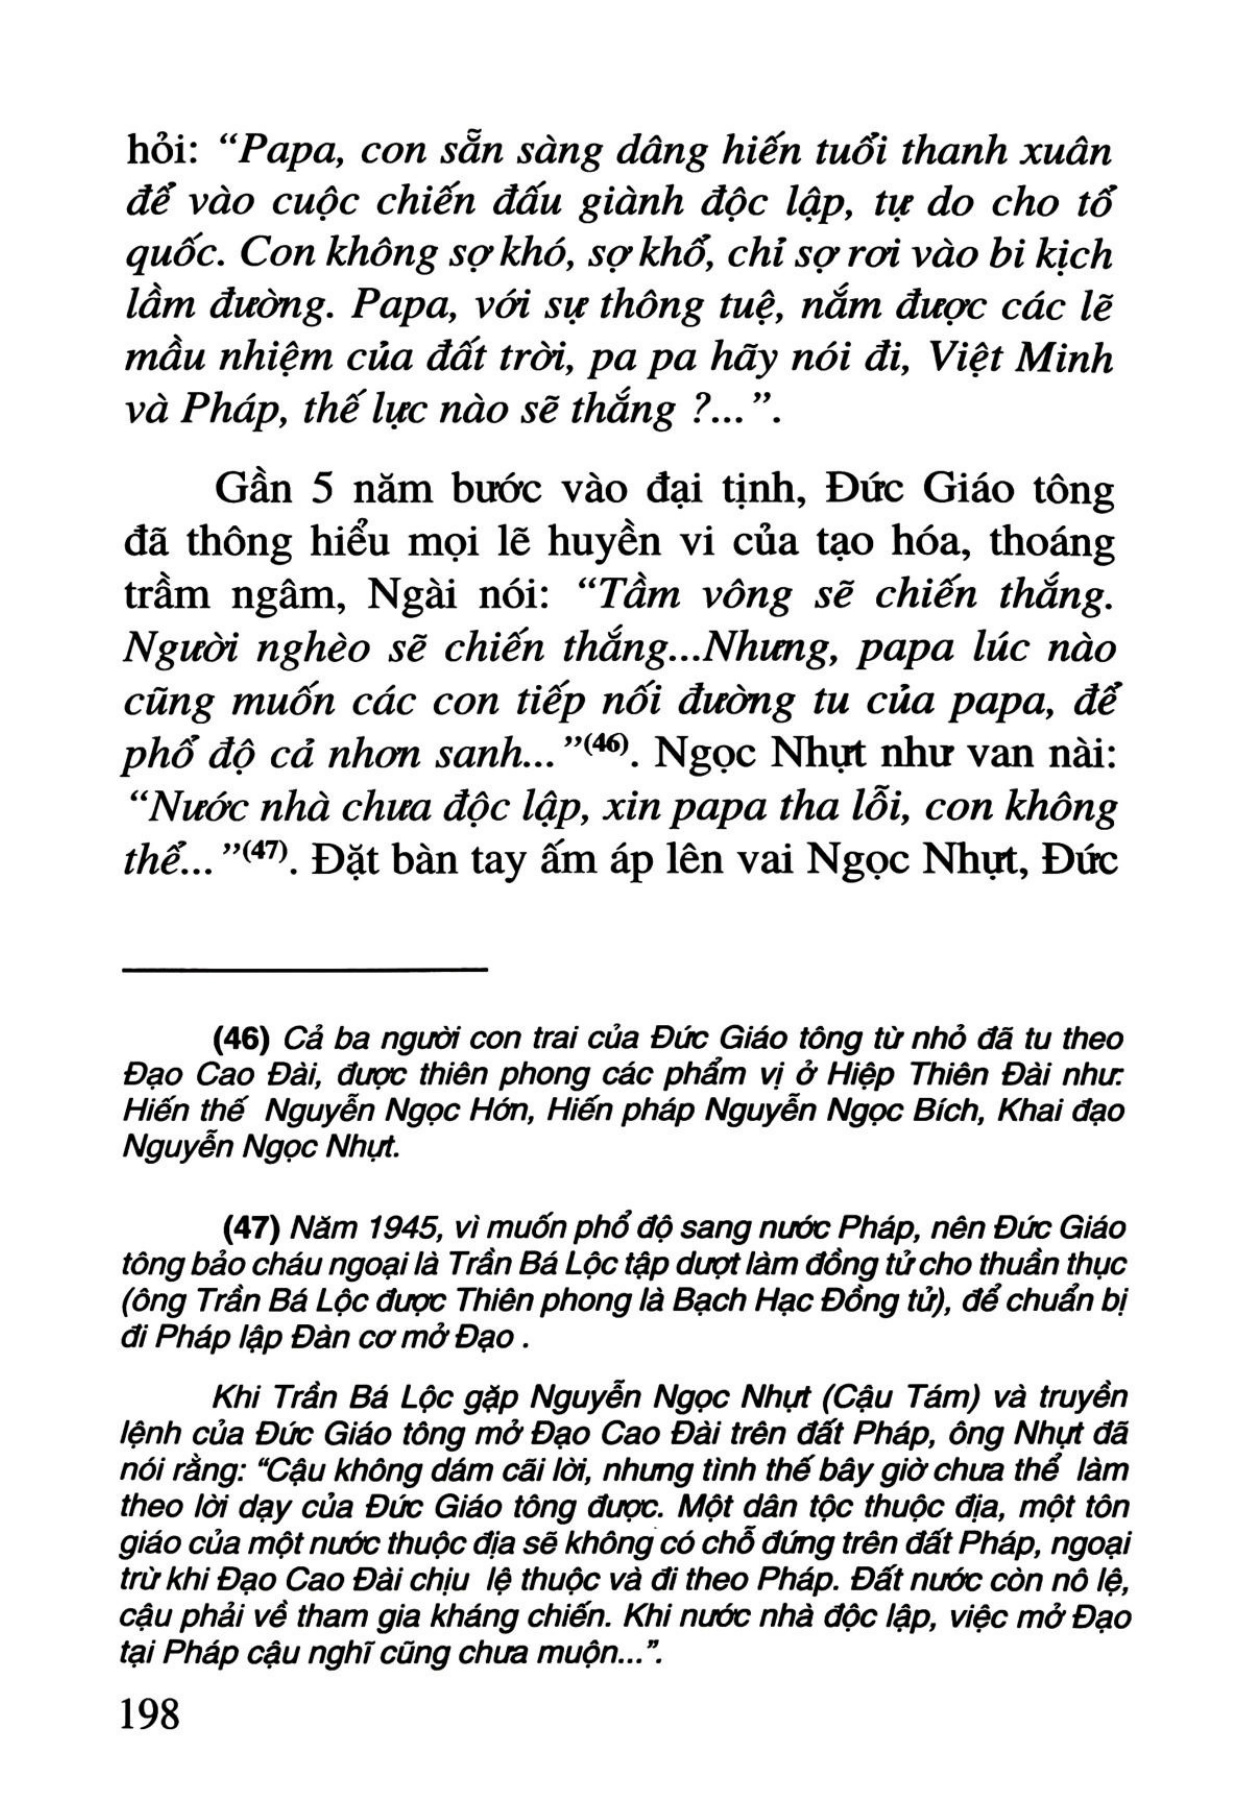 hỏi: “Papa, con sẵn sàng dâng hiến tuổi thanh xuân
để vào cuộc chiến đấu giành độc lập, tự do cho tổ
quốc. Con không sợ khó, sợ khổ, chỉ sợ rơi vào bi kịch
lầm đường. Papa, với sự thông tuệ, nắm được các lẽ
mầu nhiệm của đất trời, pa pa hãy nói đi, Việt Minh
và Pháp, thế lực nào sẽ thắng ?...”.
Gần 5 năm bước vào đại tịnh, Đức Giáo tông
đã thông hiểu mọi lẽ huyền vi của tạo hóa, thoáng
trầm ngâm, Ngài nói: “Tầm vông sẽ chiến thắng.
Người nghèo sẽ chiến thắng...Nhưng, papa lúc nào
cũng muốn các con tiếp nối đường tu của papa, để
phổ độ cả nhơn sanh...”(46). Ngọc Nhựt như van nài:
“Nước nhà chưa độc lập, xin papa tha lỗi, con không
thể...”(47). Đặt bàn tay ấm áp lên vai Ngọc Nhựt, Đức
(46) Cả ba người con trai của Đức Giáo tông từ nhỏ đã tu theo
Đạo Cao Đài, được thiên phong các phẩm vị ở Hiệp Thiên Đài như:
Hiến thế Nguyễn Ngọc Hớn, Hiến pháp Nguyễn Ngọc Bích, Khai đạo
Nguyễn Ngọc Nhựt.
(47) Năm 1945, vì muốn phổ độ sang nước Pháp, nên Đức Giáo
tông bảo cháu ngoại là Trần Bá Lộc tập dượt làm đồng tử cho thuần thục
(ông Trần Bá Lộc được Thiên phong là Bạch Hạc Đồng tử), để chuẩn bị
đi Pháp lập Đàn cơ mở Đạo .
Khi Trần Bá Lộc gặp Nguyễn Ngọc Nhựt (Cậu Tám) và truyền
lệnh của Đức Giáo tông mở Đạo Cao Đài trên đất Pháp, ông Nhựt đã
nói rằng: “Cậu không dám cãi lời, nhưng tình thế bây giờ chưa thể làm
theo lời dạy của Đức Giáo tông được. Một dân tộc thuộc địa, một tôn
giáo của một nước thuộc địa sẽ không có chỗ đứng trên đất Pháp, ngoại
trừ khi Đạo Cao Đài chịu lệ thuộc và đi theo Pháp. Đất nước còn nô lệ,
cậu phải về tham gia kháng chiến. Khi nước nhà độc lập, việc mở Đạo
tại Pháp cậu nghĩ cũng chưa muộn...”.
198